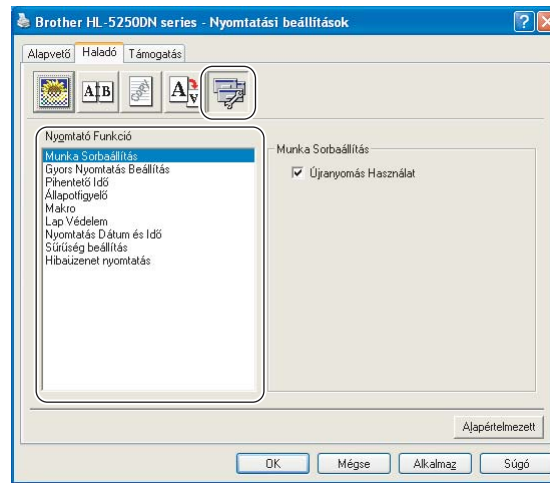 Brother HL-5250DN series - Nyomtatási beállítások
Alapvető Haladó Támogatás
A B
A A
Nyomtató Funkció
Munka Sorbaállítás
Gyors Nyomtatás Beállítás
Pihentető Idő
Állapotfigyelő
Makro
Lap Védelem
Nyomtatás Dátum és Idő
Sűrűség beállítás
Hibaüzenet nyomtatás
Munka Sorbaállítás
Újranyomás Használat
Alapértelmezett
OK Mégse Alkalmaz Súgó